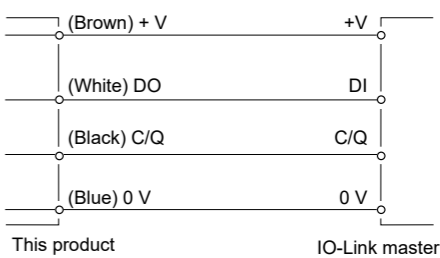 (Brown) + V +V
(White) DO DI
(Black) C/Q C/Q
(Blue) 0 V 0 V
This product IO-Link master